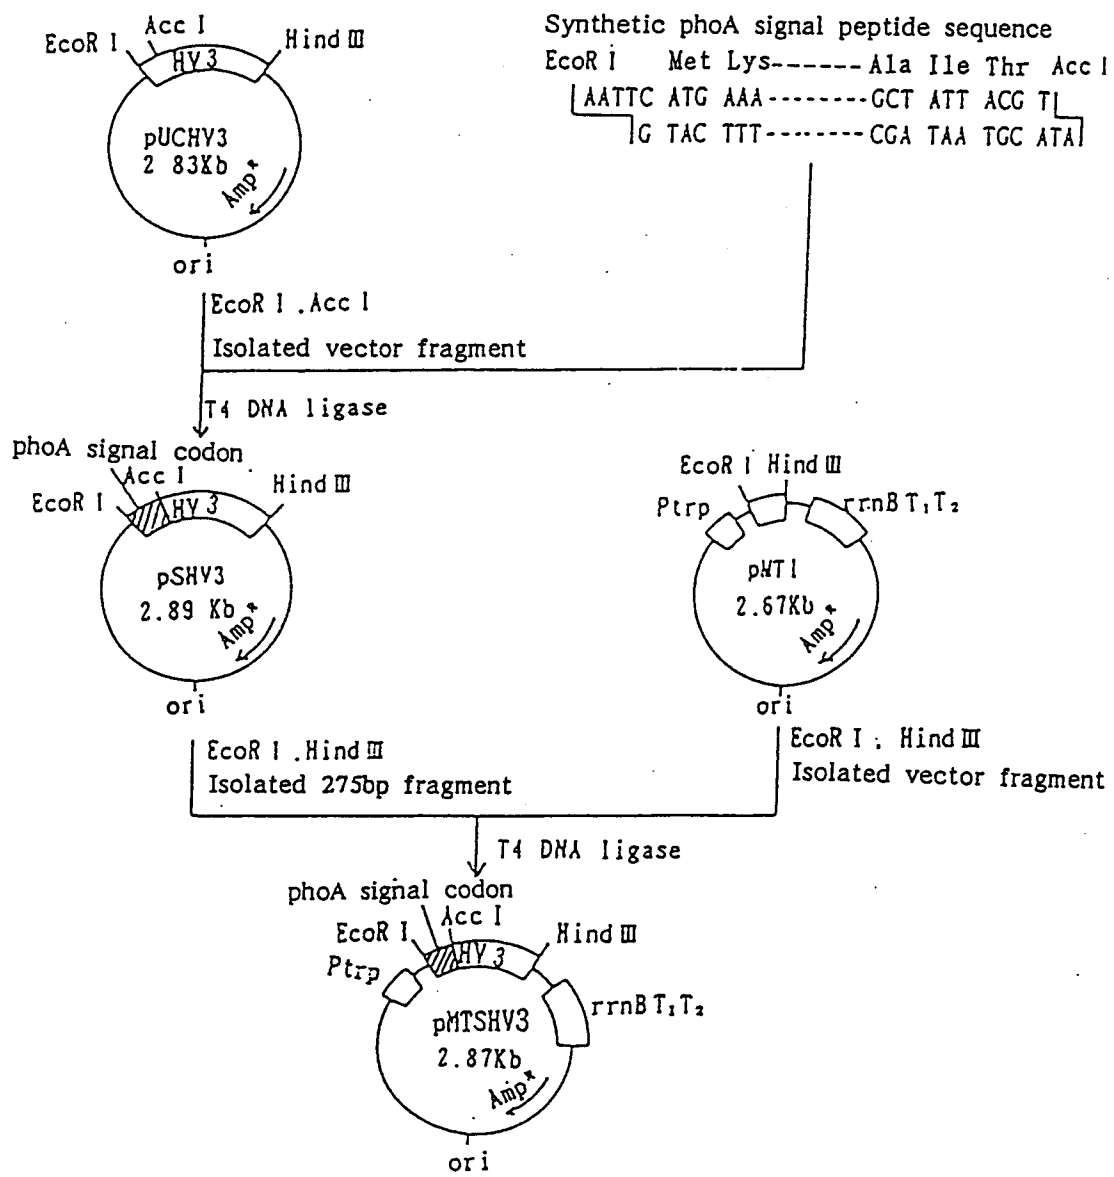 EcoR I
Acc I
Hind III
HV3
pUCHV3
2 83Kb
Ampʳ
ori
Synthetic phoA signal peptide sequence
EcoR I Met Lys------Ala Ile Thr Acc I
AATTC ATG AAA--------GCT ATT ACG T
G TAC TTT--------CGA TAA TGC ATA
EcoR I .Acc I
Isolated vector fragment
T4 DNA ligase
phoA signal codon
Acc I
EcoR I
HV3
Hind III
pSHV3
2.89 Kb
Ampʳ
ori
EcoR I Hind III
Ptrp
rrnB T₁T₂
pMT1
2.67Kb
Ampʳ
ori
EcoR I .Hind III
Isolated 275bp fragment
EcoR I , Hind III
Isolated vector fragment
T4 DNA ligase
phoA signal codon
Acc I
EcoR I
HV3
Hind III
Ptrp
rrnB T₁T₂
pMTSHV3
2.87Kb
Ampʳ
ori